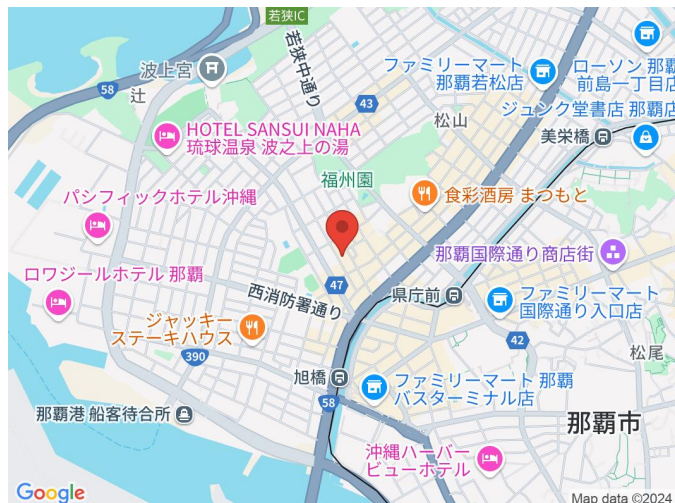 若狭IC
若狭中通り
ファミリーマート
那覇若松店
ローソン 那覇
前島一丁目店
波上宮
58
辻
43
松山
ジュンク堂書店 那覇店
美栄橋
HOTEL SANSUI NAHA
琉球温泉 波之上の湯
福州園
食彩酒房 まつもと
パシフィックホテル沖縄
那覇国際通り商店街
ロワジールホテル 那覇
47
西消防署通り
県庁前
ファミリーマート
国際通り入口店
ジャッキー
ステーキハウス
390
42
松尾
旭橋
ファミリーマート 那覇
バスターミナル店
58
那覇港 船客待合所
那覇市
沖縄ハーバー
ビューホテル
Google
Map data ©2024